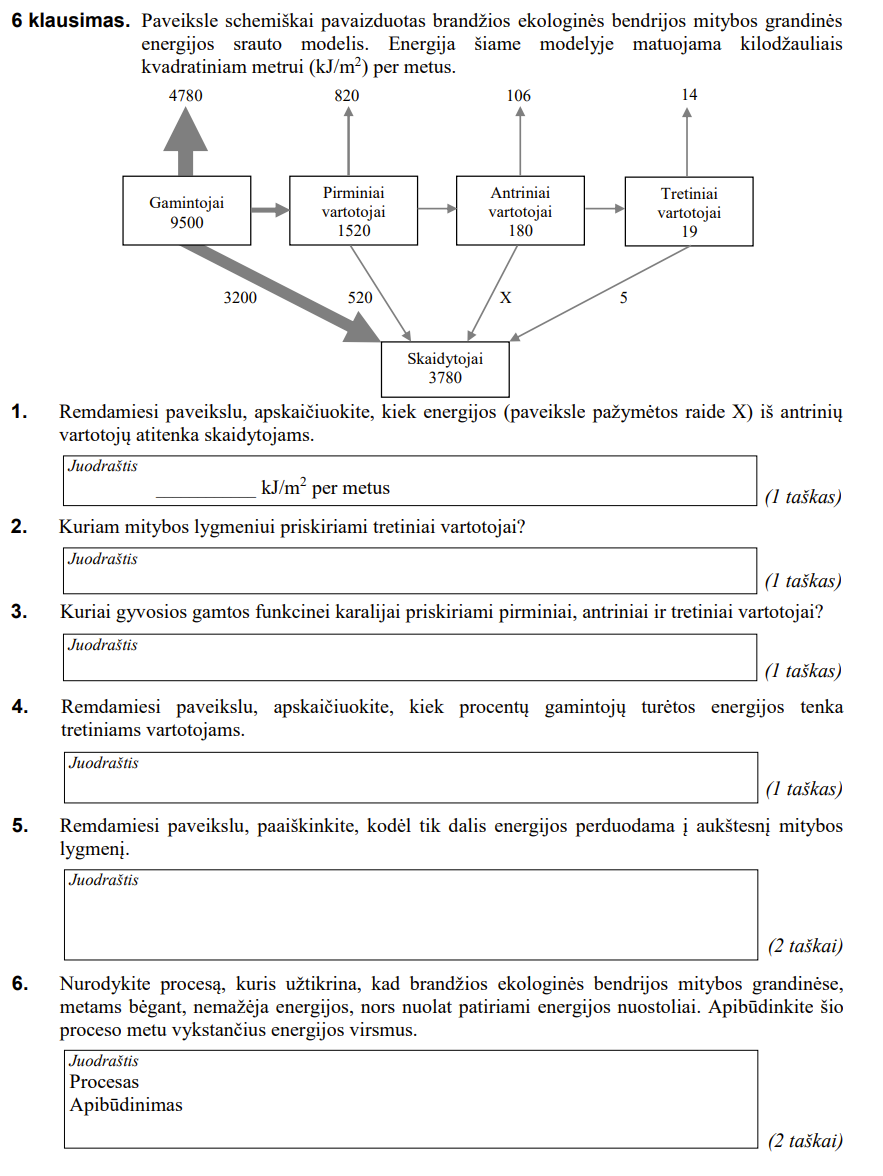 6 klausimas. Paveiksle schemiškai pavaizduotas brandžios ekologinės bendrijos mitybos grandinės
energijos srauto modelis. Energija šiame modelyje matuojama kilodžauliais
kvadratiniam metrui (kJ/m²) per metus.
4780 820 106 14
Gamintojai
9500
Pirminiai
vartotojai
1520
Antriniai
vartotojai
180
Tretiniai
vartotojai
19
3200 520 X 5
Skaidytojai
3780
1. Remdamiesi paveikslu, apskaičiuokite, kiek energijos (paveiksle pažymėtos raide X) iš antrinių
vartotojų atitenka skaidytojams.
Juodraštis
__________ kJ/m² per metus
(1 taškas)
2. Kuriam mitybos lygmeniui priskiriami tretiniai vartotojai?
Juodraštis
(1 taškas)
3. Kuriai gyvosios gamtos funkcinei karalijai priskiriami pirminiai, antriniai ir tretiniai vartotojai?
Juodraštis
(1 taškas)
4. Remdamiesi paveikslu, apskaičiuokite, kiek procentų gamintojų turėtos energijos tenka
tretiniams vartotojams.
Juodraštis
(1 taškas)
5. Remdamiesi paveikslu, paaiškinkite, kodėl tik dalis energijos perduodama į aukštesnį mitybos
lygmenį.
Juodraštis
(2 taškai)
6. Nurodykite procesą, kuris užtikrina, kad brandžios ekologinės bendrijos mitybos grandinėse,
metams bėgant, nemažėja energijos, nors nuolat patiriami energijos nuostoliai. Apibūdinkite šio
proceso metu vykstančius energijos virsmus.
Juodraštis
Procesas
Apibūdinimas
(2 taškai)